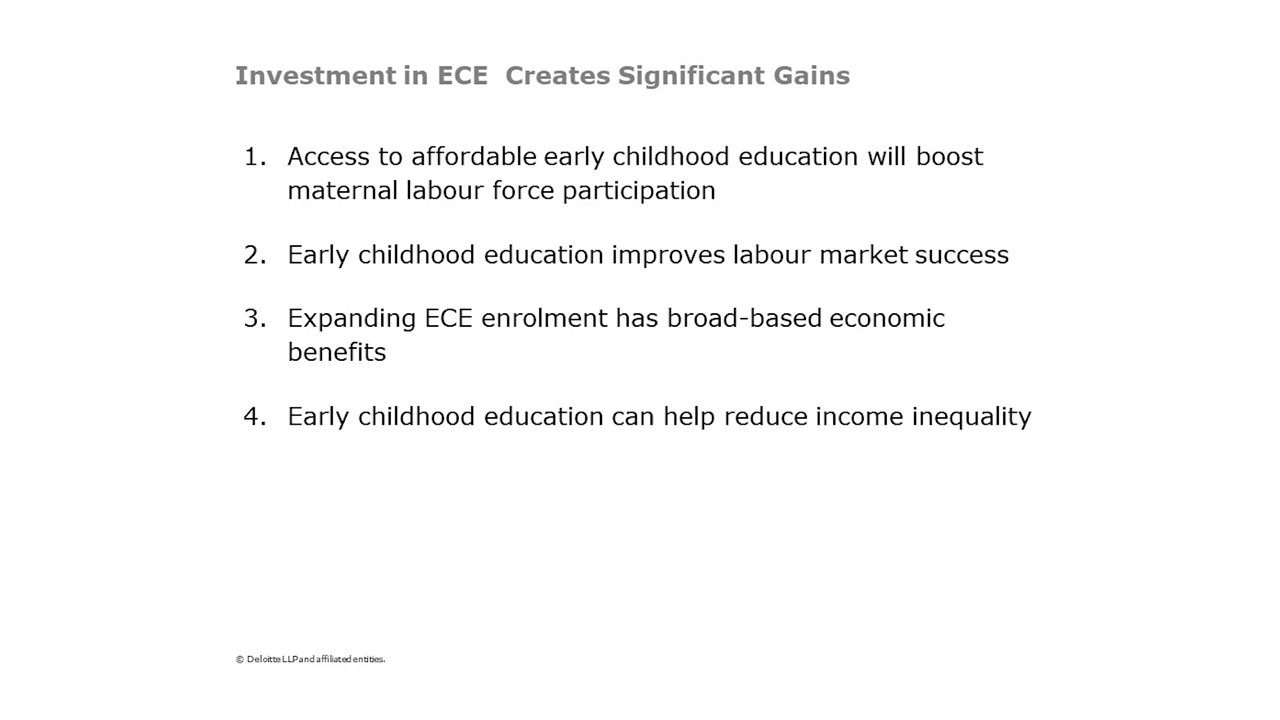 Investment in ECE  Creates Significant Gains
1. Access to affordable early childhood education will boost
maternal labour force participation
2. Early childhood education improves labour market success
3. Expanding ECE enrolment has broad-based economic
benefits
4. Early childhood education can help reduce income inequality
© Deloitte LLP and affiliated entities.